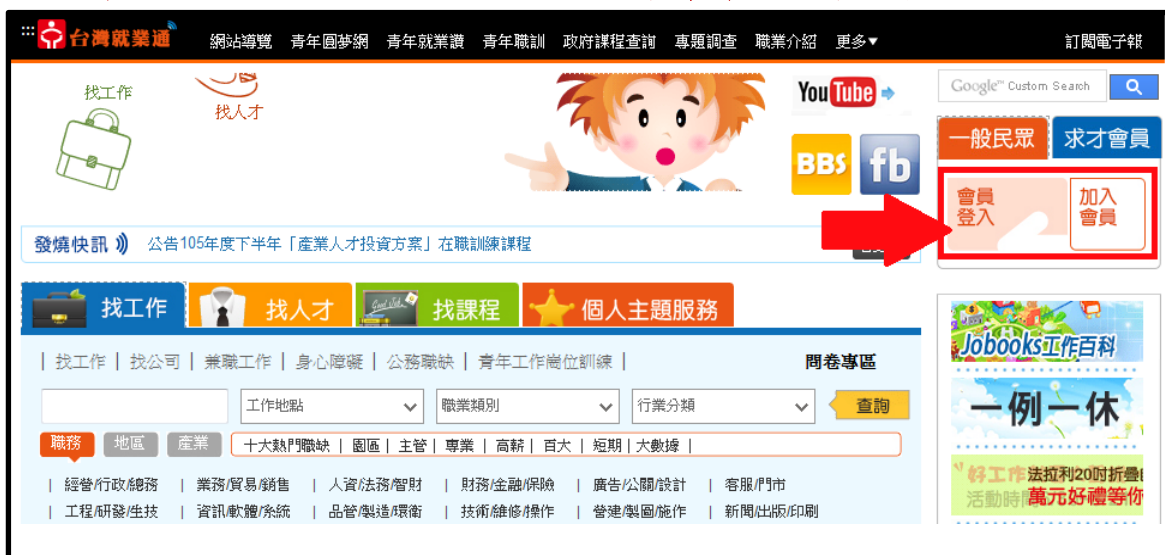 台灣就業通 網站導覽 青年圓夢網 青年就業讚 青年職訓 政府課程查詢 專題調查 職業介紹 更多▼ 訂閱電子報
找工作
找人才
You Tube
BBS fb
Google™ Custom Search
一般民眾 求才會員
會員登入
加入會員
發燒快訊 公告105年度下半年「產業人才投資方案」在職訓練課程
找工作 找人才 找課程 個人主題服務
| 找工作 | 找公司 | 兼職工作 | 身心障礙 | 公務職缺 | 青年工作崗位訓練 | 問卷專區
工作地點 職業類別 行業分類 查詢
職務 地區 產業 十大熱門職缺 | 園區 | 主管 | 專業 | 高薪 | 百大 | 短期 | 大數據 |
| 經營/行政/總務 | 業務/貿易/銷售 | 人資/法務/智財 | 財務/金融/保險 | 廣告/公關/設計 | 客服/門市
| 工程/研發/生技 | 資訊/軟體/系統 | 品管/製造/環衛 | 技術/維修/操作 | 營建/製圖/施作 | 新聞/出版/印刷
Jobooks工作百科
一例一休
好工作 法拉利20吋折疊
活動時間 萬元好禮等你